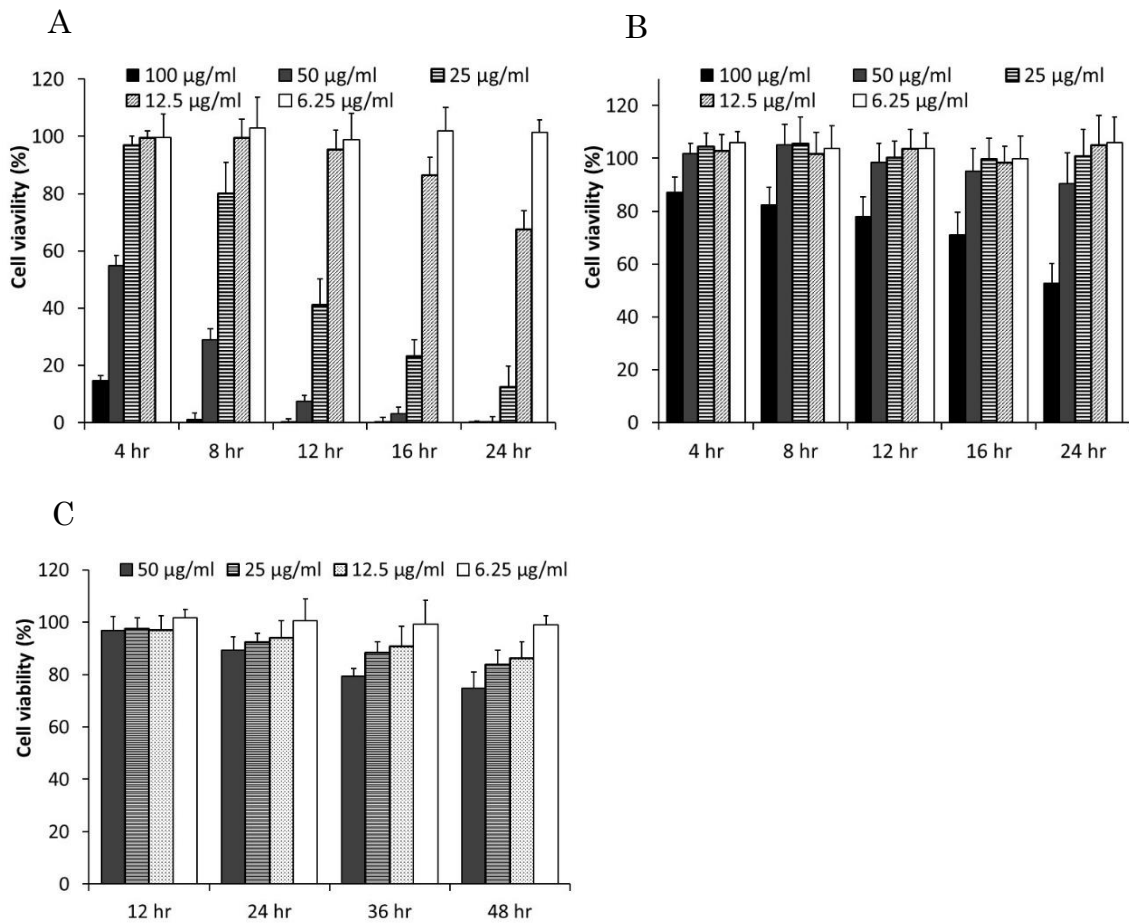 A
120
100
80
60
40
20
0
Cell viavility (%)
100 µg/ml 50 µg/ml 25 µg/ml
12.5 µg/ml 6.25 µg/ml
4 hr 8 hr 12 hr 16 hr 24 hr
B
120
100
80
60
40
20
0
Cell viavility (%)
100 µg/ml 50 µg/ml 25 µg/ml
12.5 µg/ml 6.25 µg/ml
4 hr 8 hr 12 hr 16 hr 24 hr
C
120
100
80
60
40
20
0
Cell viability (%)
50 µg/ml 25 µg/ml 12.5 µg/ml 6.25 µg/ml
12 hr 24 hr 36 hr 48 hr